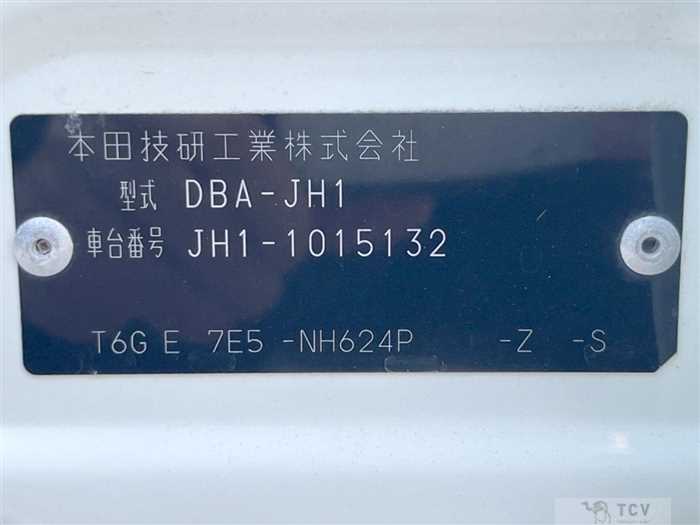 本田技研工業株式会社
型式 DBA-JH1
車台番号 JH1-1015132
T6G E 7E5 -NH624P -Z -S
TCV